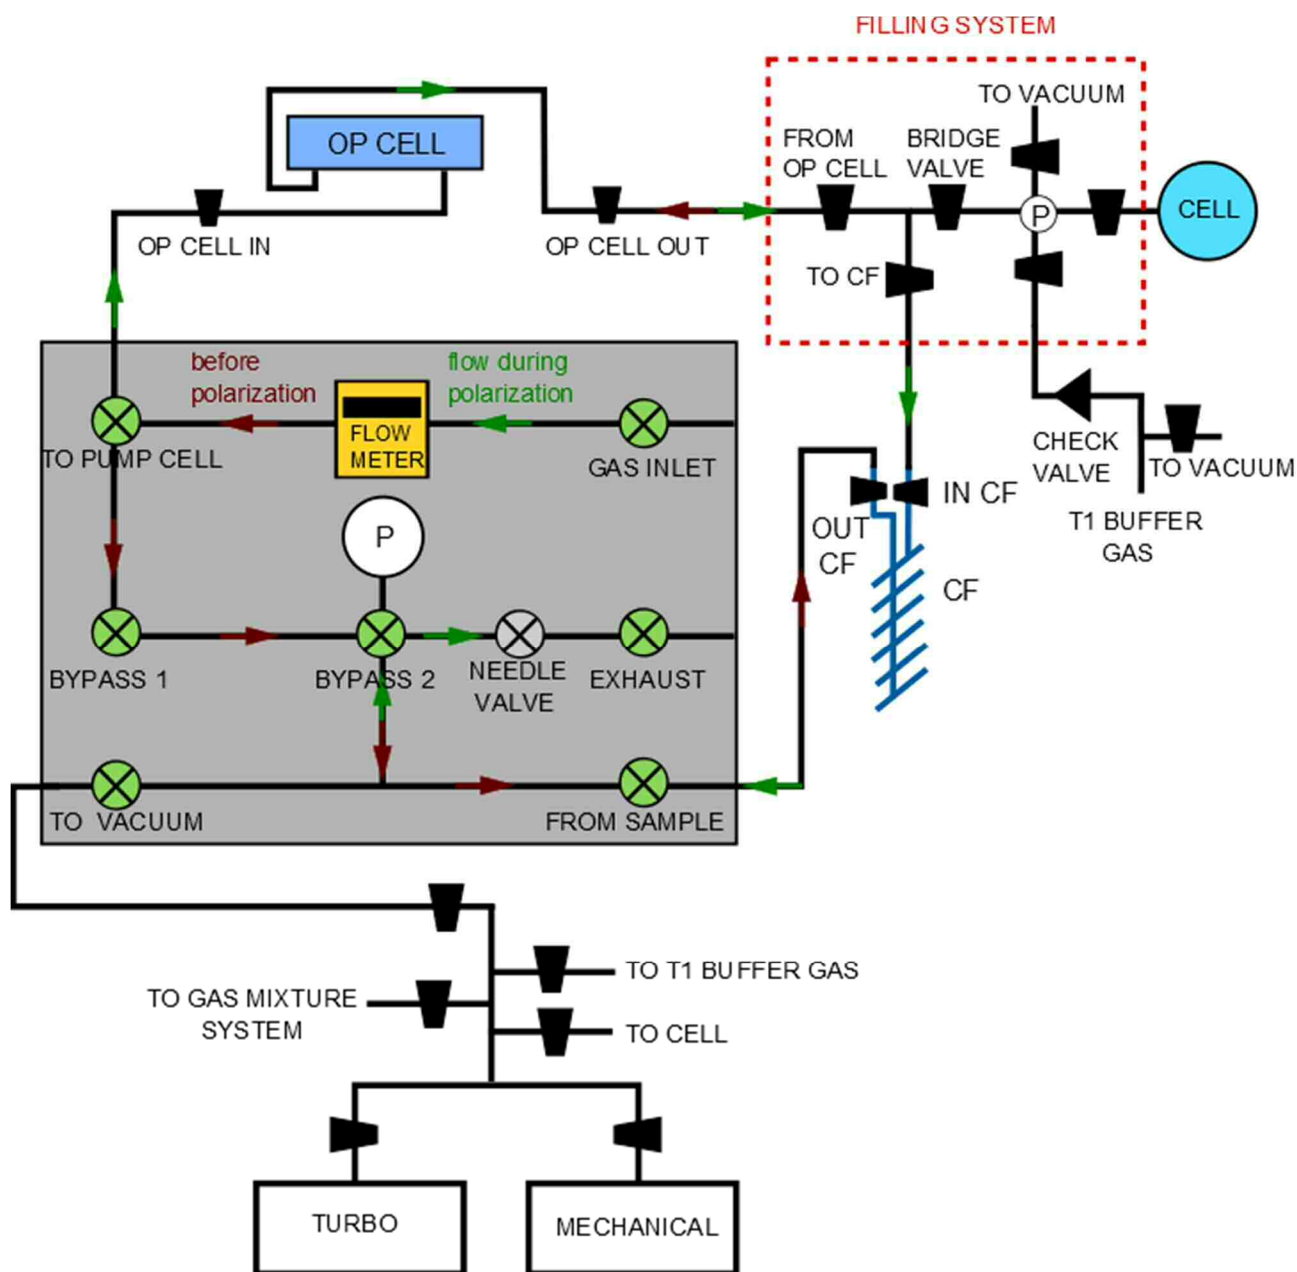 FILLING SYSTEM
TO VACUUM
FROM
OP CELL
BRIDGE
VALVE
OP CELL
P
CELL
OP CELL IN
OP CELL OUT
TO CF
before
polarization
flow during
polarization
FLOW
METER
TO PUMP CELL
GAS INLET
CHECK
VALVE
TO VACUUM
T1 BUFFER
GAS
IN CF
OUT
CF
CF
P
BYPASS 1
BYPASS 2
NEEDLE
VALVE
EXHAUST
TO VACUUM
FROM SAMPLE
TO T1 BUFFER GAS
TO GAS MIXTURE
SYSTEM
TO CELL
TURBO
MECHANICAL